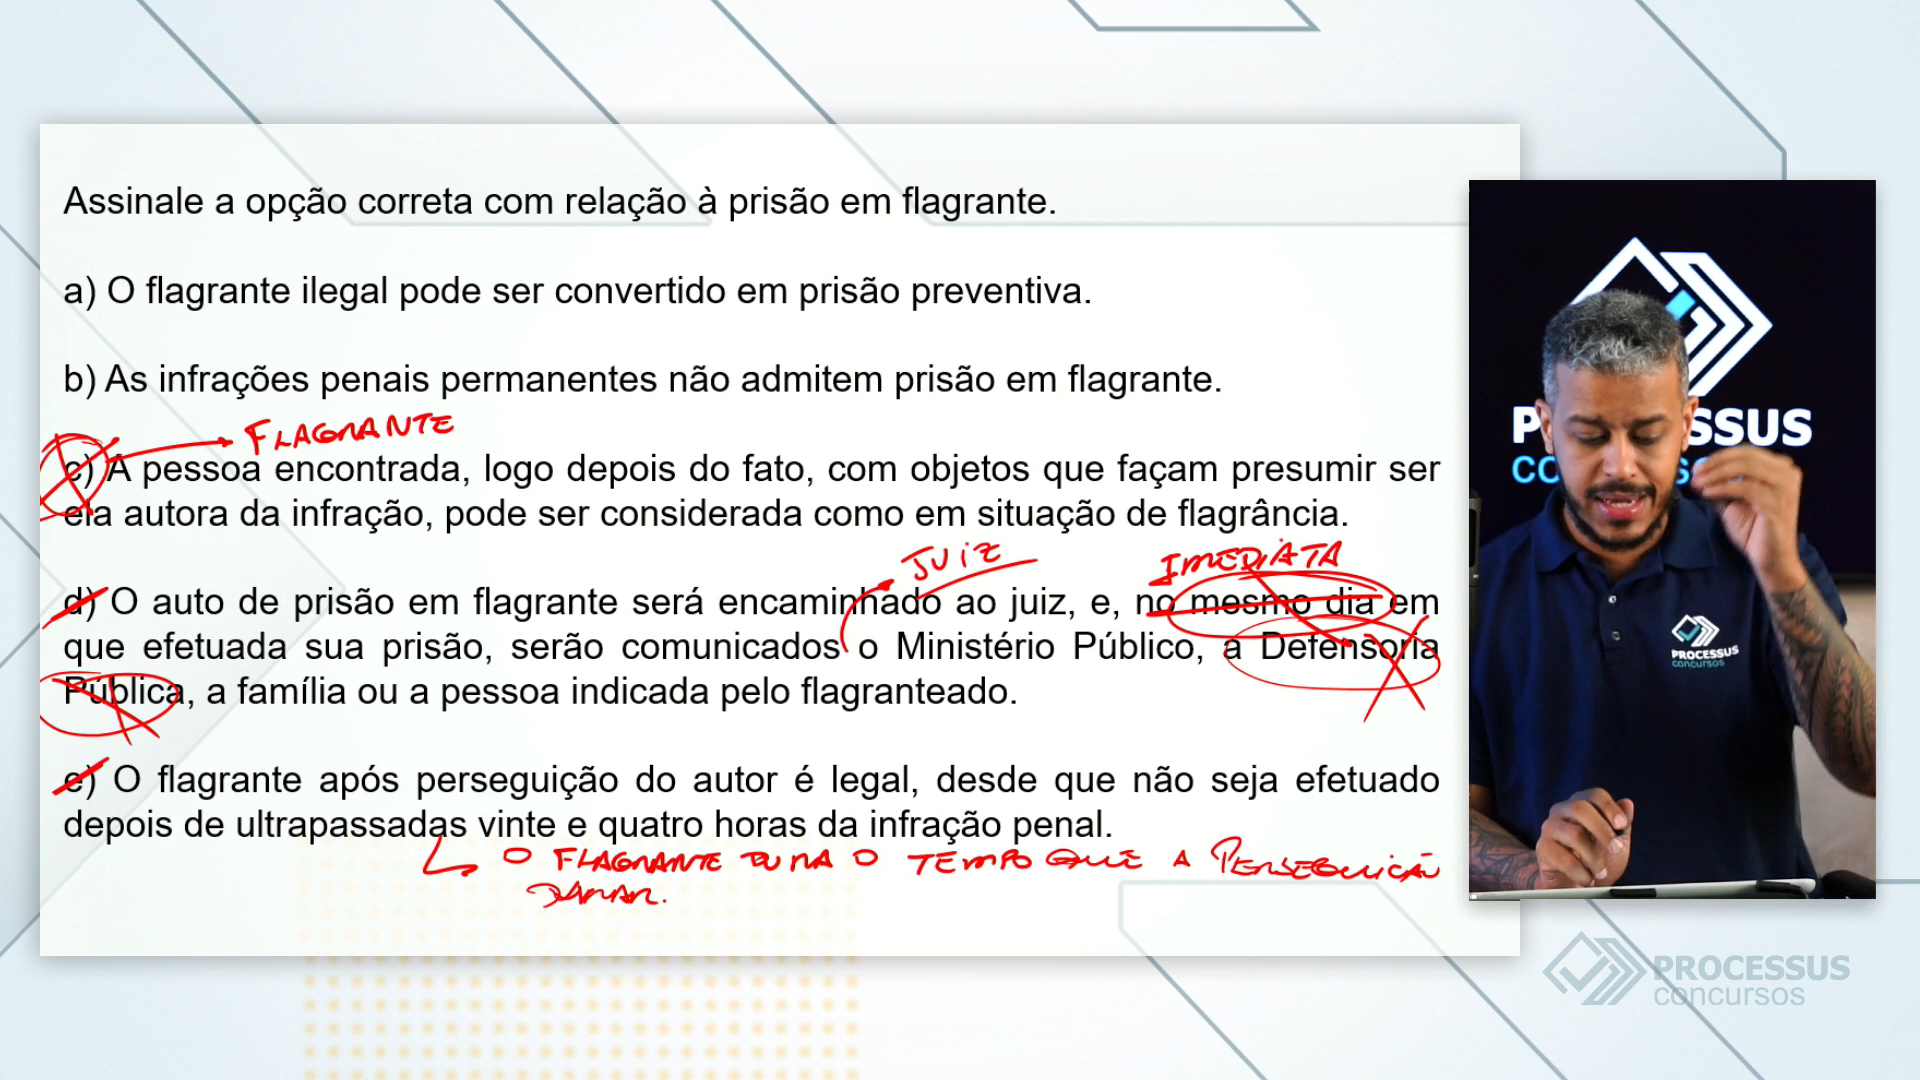 Assinale a opção correta com relação à prisão em flagrante.
a) O flagrante ilegal pode ser convertido em prisão preventiva.
b) As infrações penais permanentes não admitem prisão em flagrante.
FLAGRANTE
c) A pessoa encontrada, logo depois do fato, com objetos que façam presumir ser
ela autora da infração, pode ser considerada como em situação de flagrância.
JUIZ
IMEDIATA
d) O auto de prisão em flagrante será encaminhado ao juiz, e, no mesmo dia em
que efetuada sua prisão, serão comunicados o Ministério Público, a Defensoria
Pública, a família ou a pessoa indicada pelo flagranteado.
e) O flagrante após perseguição do autor é legal, desde que não seja efetuado
depois de ultrapassadas vinte e quatro horas da infração penal.
O FLAGRANTE DURA O TEMPO QUE A PERSEGUIÇÃO
PROCESSUS
PROCESSUS
concursos
PROCESSUS
concursos